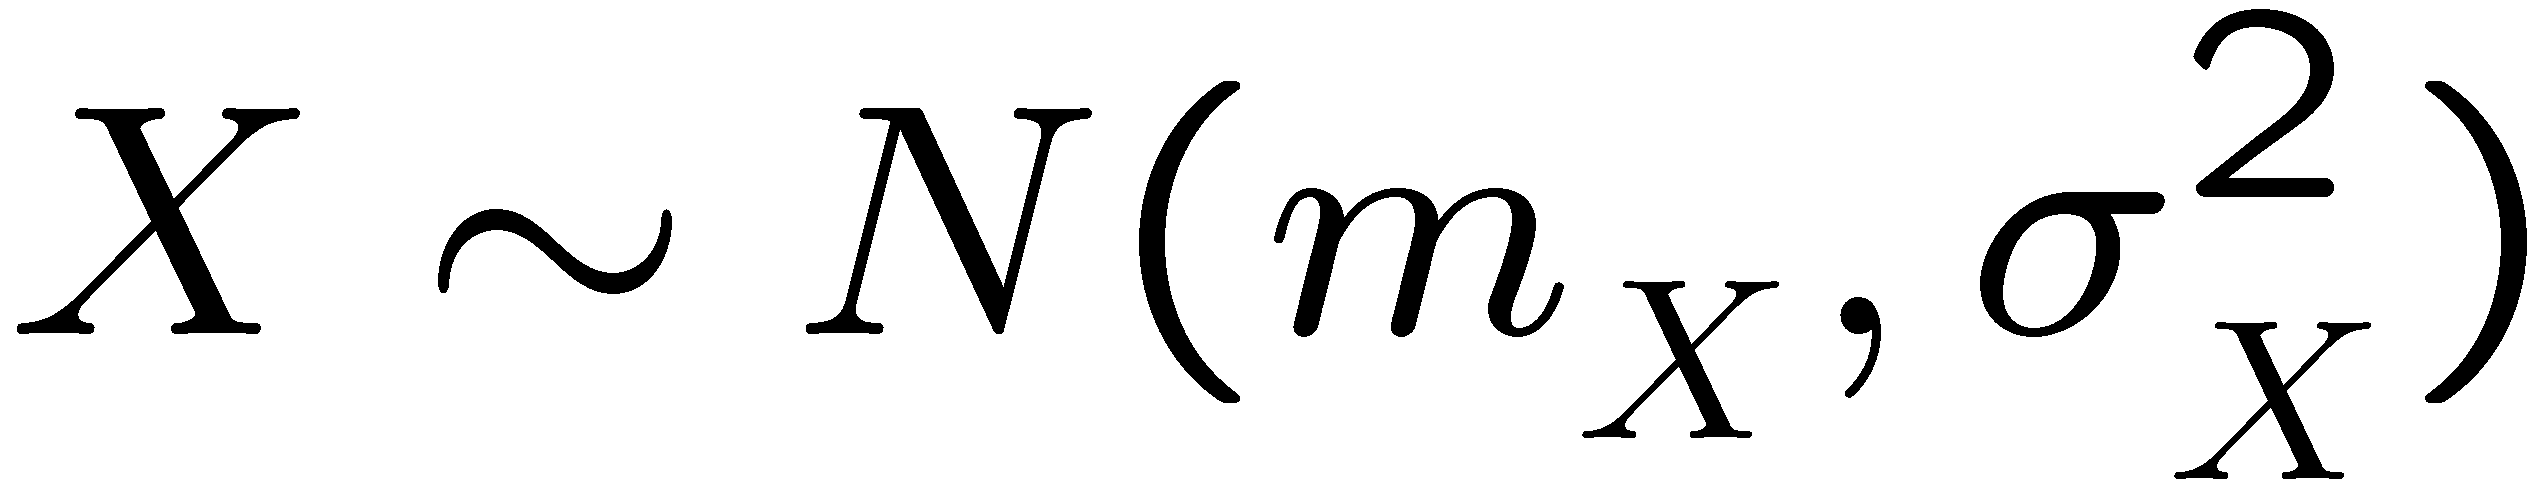 X ∼ N(m_X, σ_X^2)